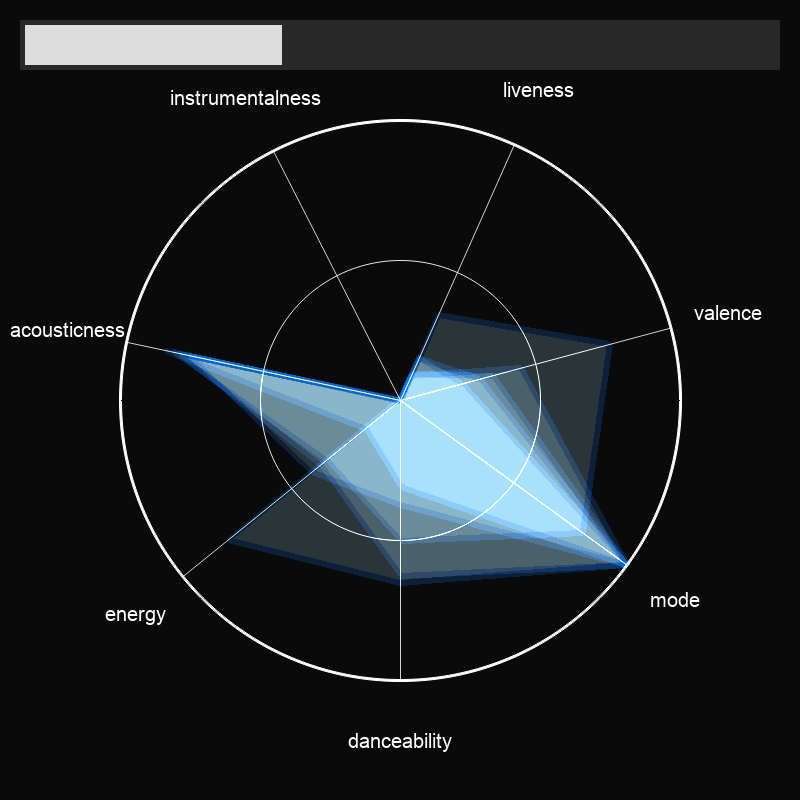 liveness
instrumentalness
valence
acousticness
mode
energy
danceability